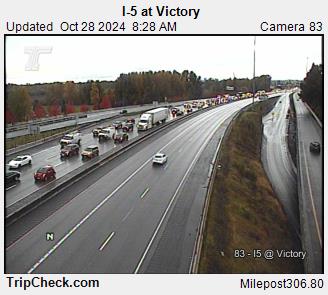 I-5 at Victory
Updated Oct 28 2024 8:28 AM Camera 83
N
83 - I5 @ Victory
TripCheck.com Milepost306.80